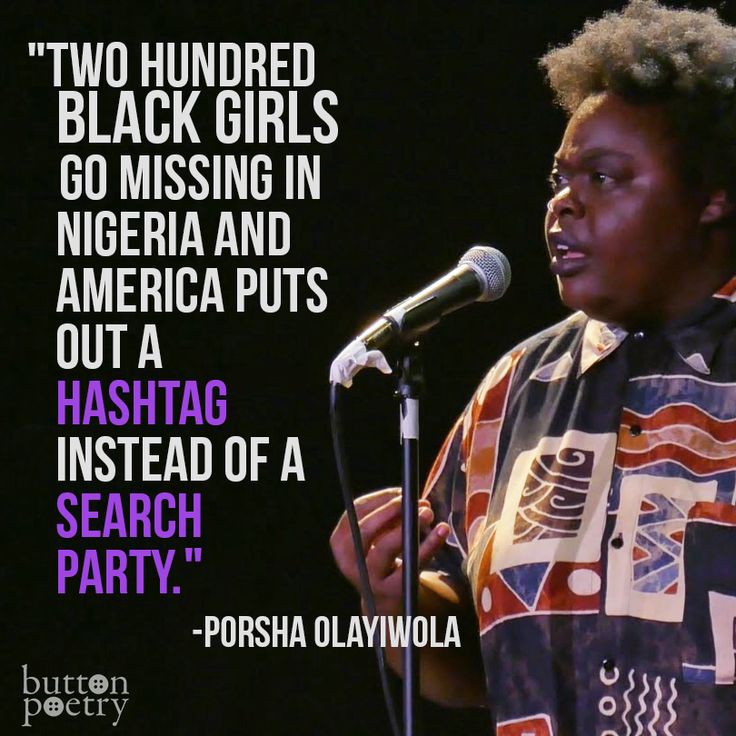 "TWO HUNDRED
BLACK GIRLS
GO MISSING IN
NIGERIA AND
AMERICA PUTS
OUT A
HASHTAG
INSTEAD OF A
SEARCH
PARTY."
-PORSHA OLAYIWOLA
button
poetry